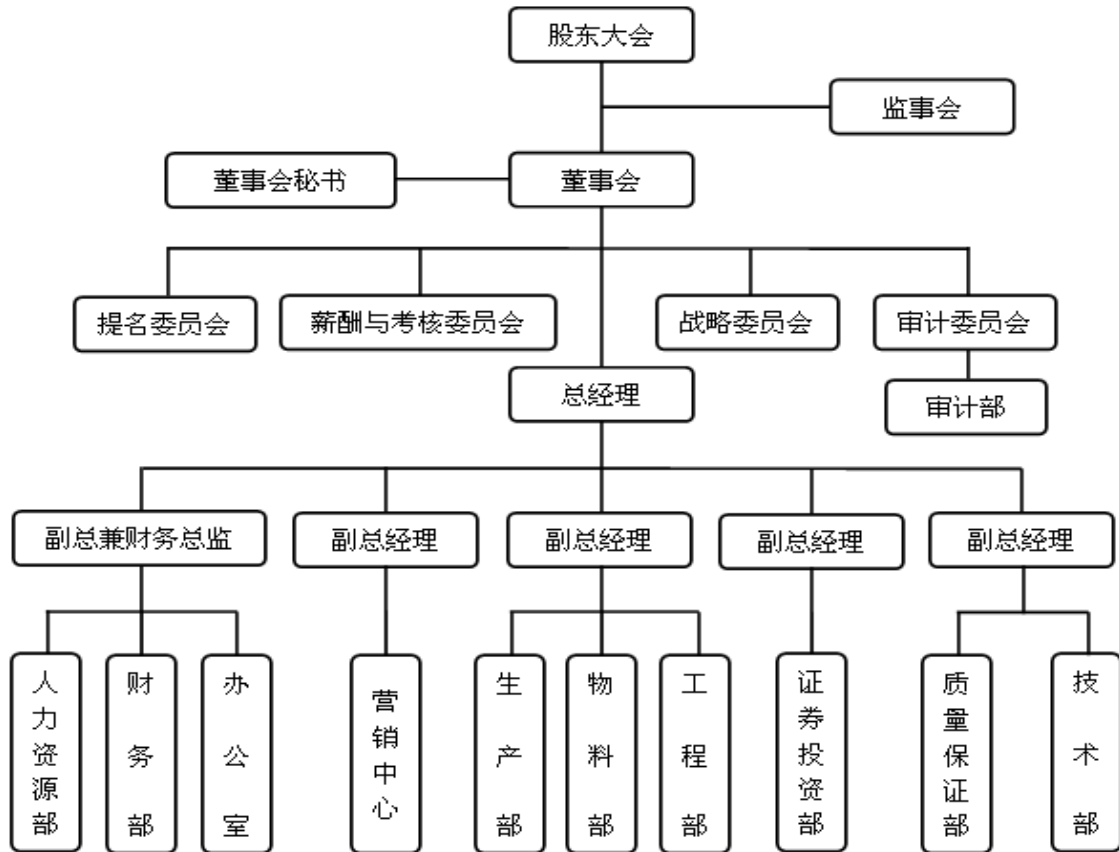 股东大会
监事会
董事会秘书
董事会
提名委员会
薪酬与考核委员会
战略委员会
审计委员会
总经理
审计部
副总兼财务总监
副总经理
副总经理
副总经理
副总经理
人力资源部
财务部
办公室
营销中心
生产部
物料部
工程部
证券投资部
质量保证部
技术部